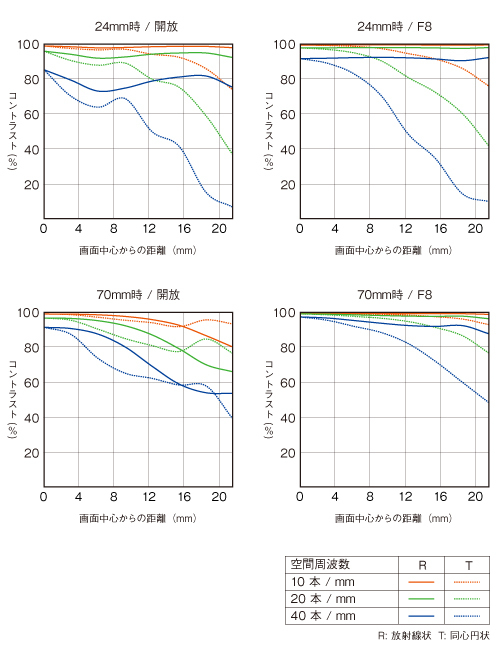 24mm時 / 開放
100
80
60
40
20
コントラスト (%)
0 4 8 12 16 20
画面中心からの距離 (mm)
24mm時 / F8
100
80
60
40
20
コントラスト (%)
0 4 8 12 16 20
画面中心からの距離 (mm)
70mm時 / 開放
100
80
60
40
20
コントラスト (%)
0 4 8 12 16 20
画面中心からの距離 (mm)
70mm時 / F8
100
80
60
40
20
コントラスト (%)
0 4 8 12 16 20
画面中心からの距離 (mm)
空間周波数 R T
10 本 / mm
20 本 / mm
40 本 / mm
R: 放射線状 T: 同心円状